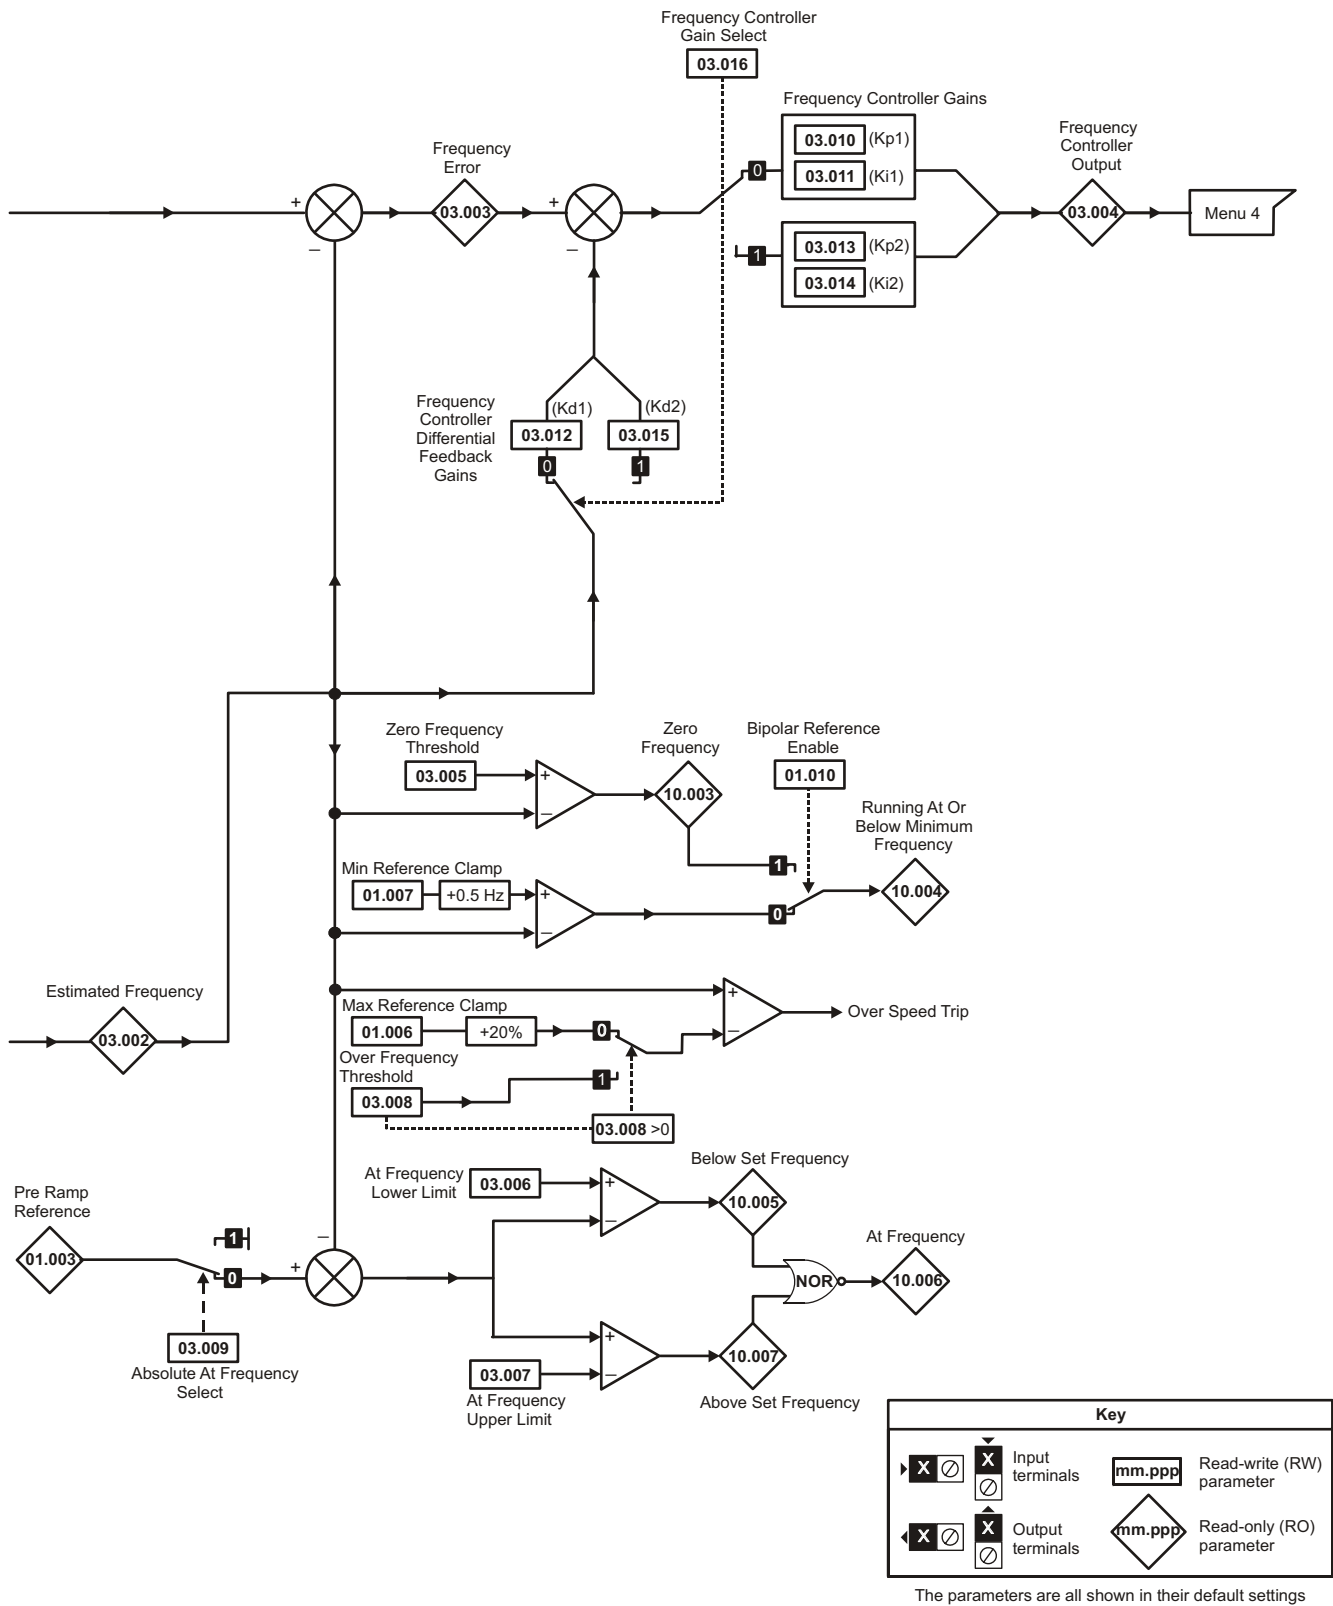 Frequency Controller
Gain Select
03.016
Frequency Controller Gains
03.010 (Kp1)
03.011 (Ki1)
0
Frequency
Error
03.003
+
−
+
−
Frequency
Controller
Output
03.004
Menu 4
1
03.013 (Kp2)
03.014 (Ki2)
Frequency
Controller
Differential
Feedback
Gains
(Kd1)
03.012
0
(Kd2)
03.015
1
Zero Frequency
Threshold
03.005
+
−
Zero
Frequency
10.003
Bipolar Reference
Enable
01.010
Running At Or
Below Minimum
Frequency
10.004
1
0
Min Reference Clamp
01.007
+0.5 Hz
+
−
Estimated Frequency
03.002
Max Reference Clamp
01.006
+20%
0
+
−
Over Speed Trip
Over Frequency
Threshold
03.008
1
03.008 >0
Pre Ramp
Reference
01.003
1
0
03.009
Absolute At Frequency
Select
+
−
At Frequency
Lower Limit
03.006
+
−
Below Set Frequency
10.005
NOR
At Frequency
10.006
+
−
03.007
At Frequency
Upper Limit
10.007
Above Set Frequency
Key
X
X
Input
terminals
mm.ppp
Read-write (RW)
parameter
X
X
Output
terminals
mm.ppp
Read-only (RO)
parameter
The parameters are all shown in their default settings